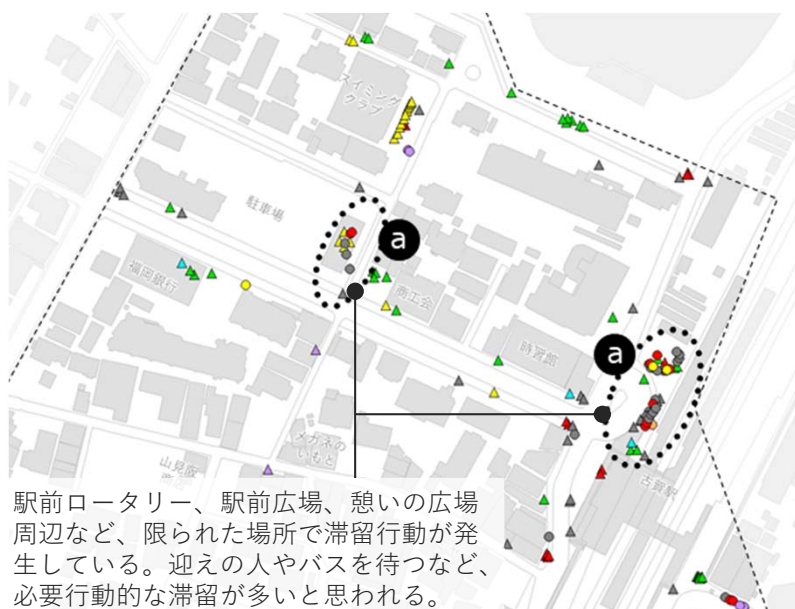 スイミング
クラブ
駐車場
a
福岡銀行
商工会
a
時習館
メガネの
いもと
山見阪
古賀駅
駅前ロータリー、駅前広場、憩いの広場
周辺など、限られた場所で滞留行動が発
生している。迎えの人やバスを待つなど、
必要行動的な滞留が多いと思われる。